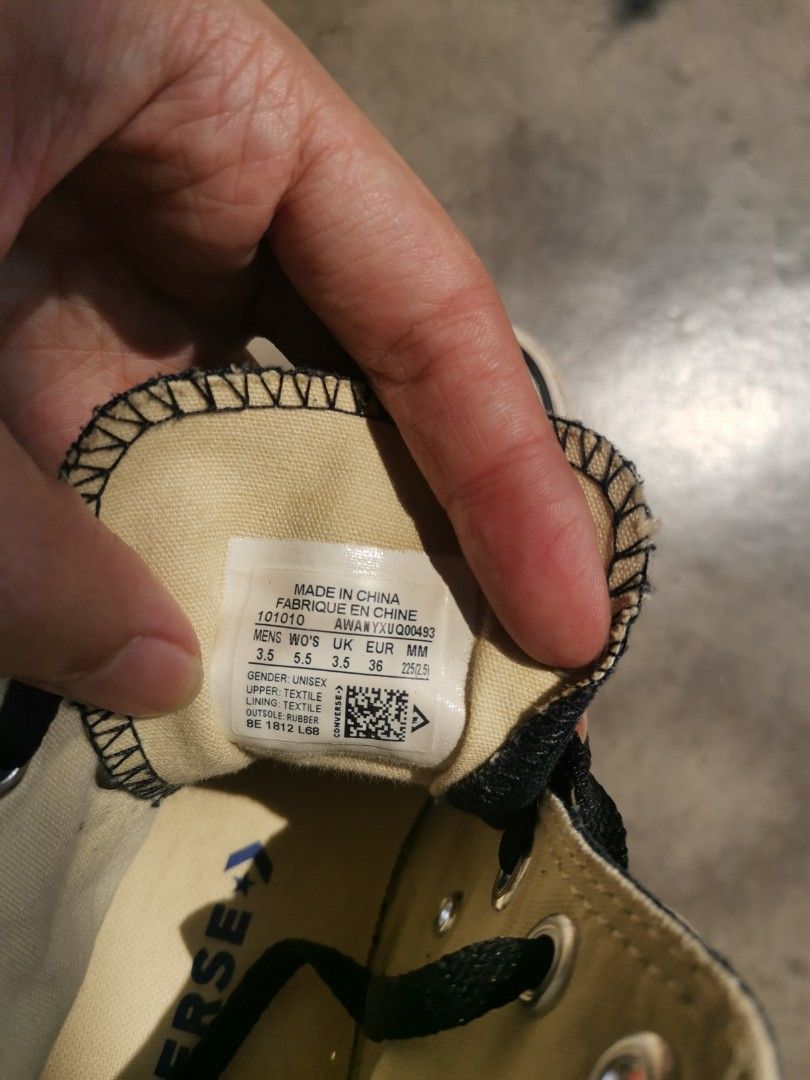 MADE IN CHINA
FABRIQUE EN CHINE
101010 AWANYXUQ00493
MENS WO'S UK EUR MM
3.5 5.5 3.5 36 225(2.5)
GENDER: UNISEX
UPPER: TEXTILE
LINING: TEXTILE
OUTSOLE: RUBBER
8E 1812 L68
CONVERSE
ERSE